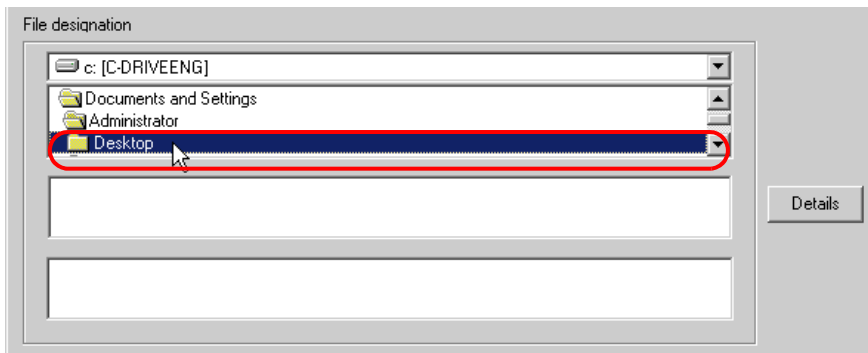 File designation
c: [C-DRIVEENG]
Documents and Settings
Administrator
Desktop
Details